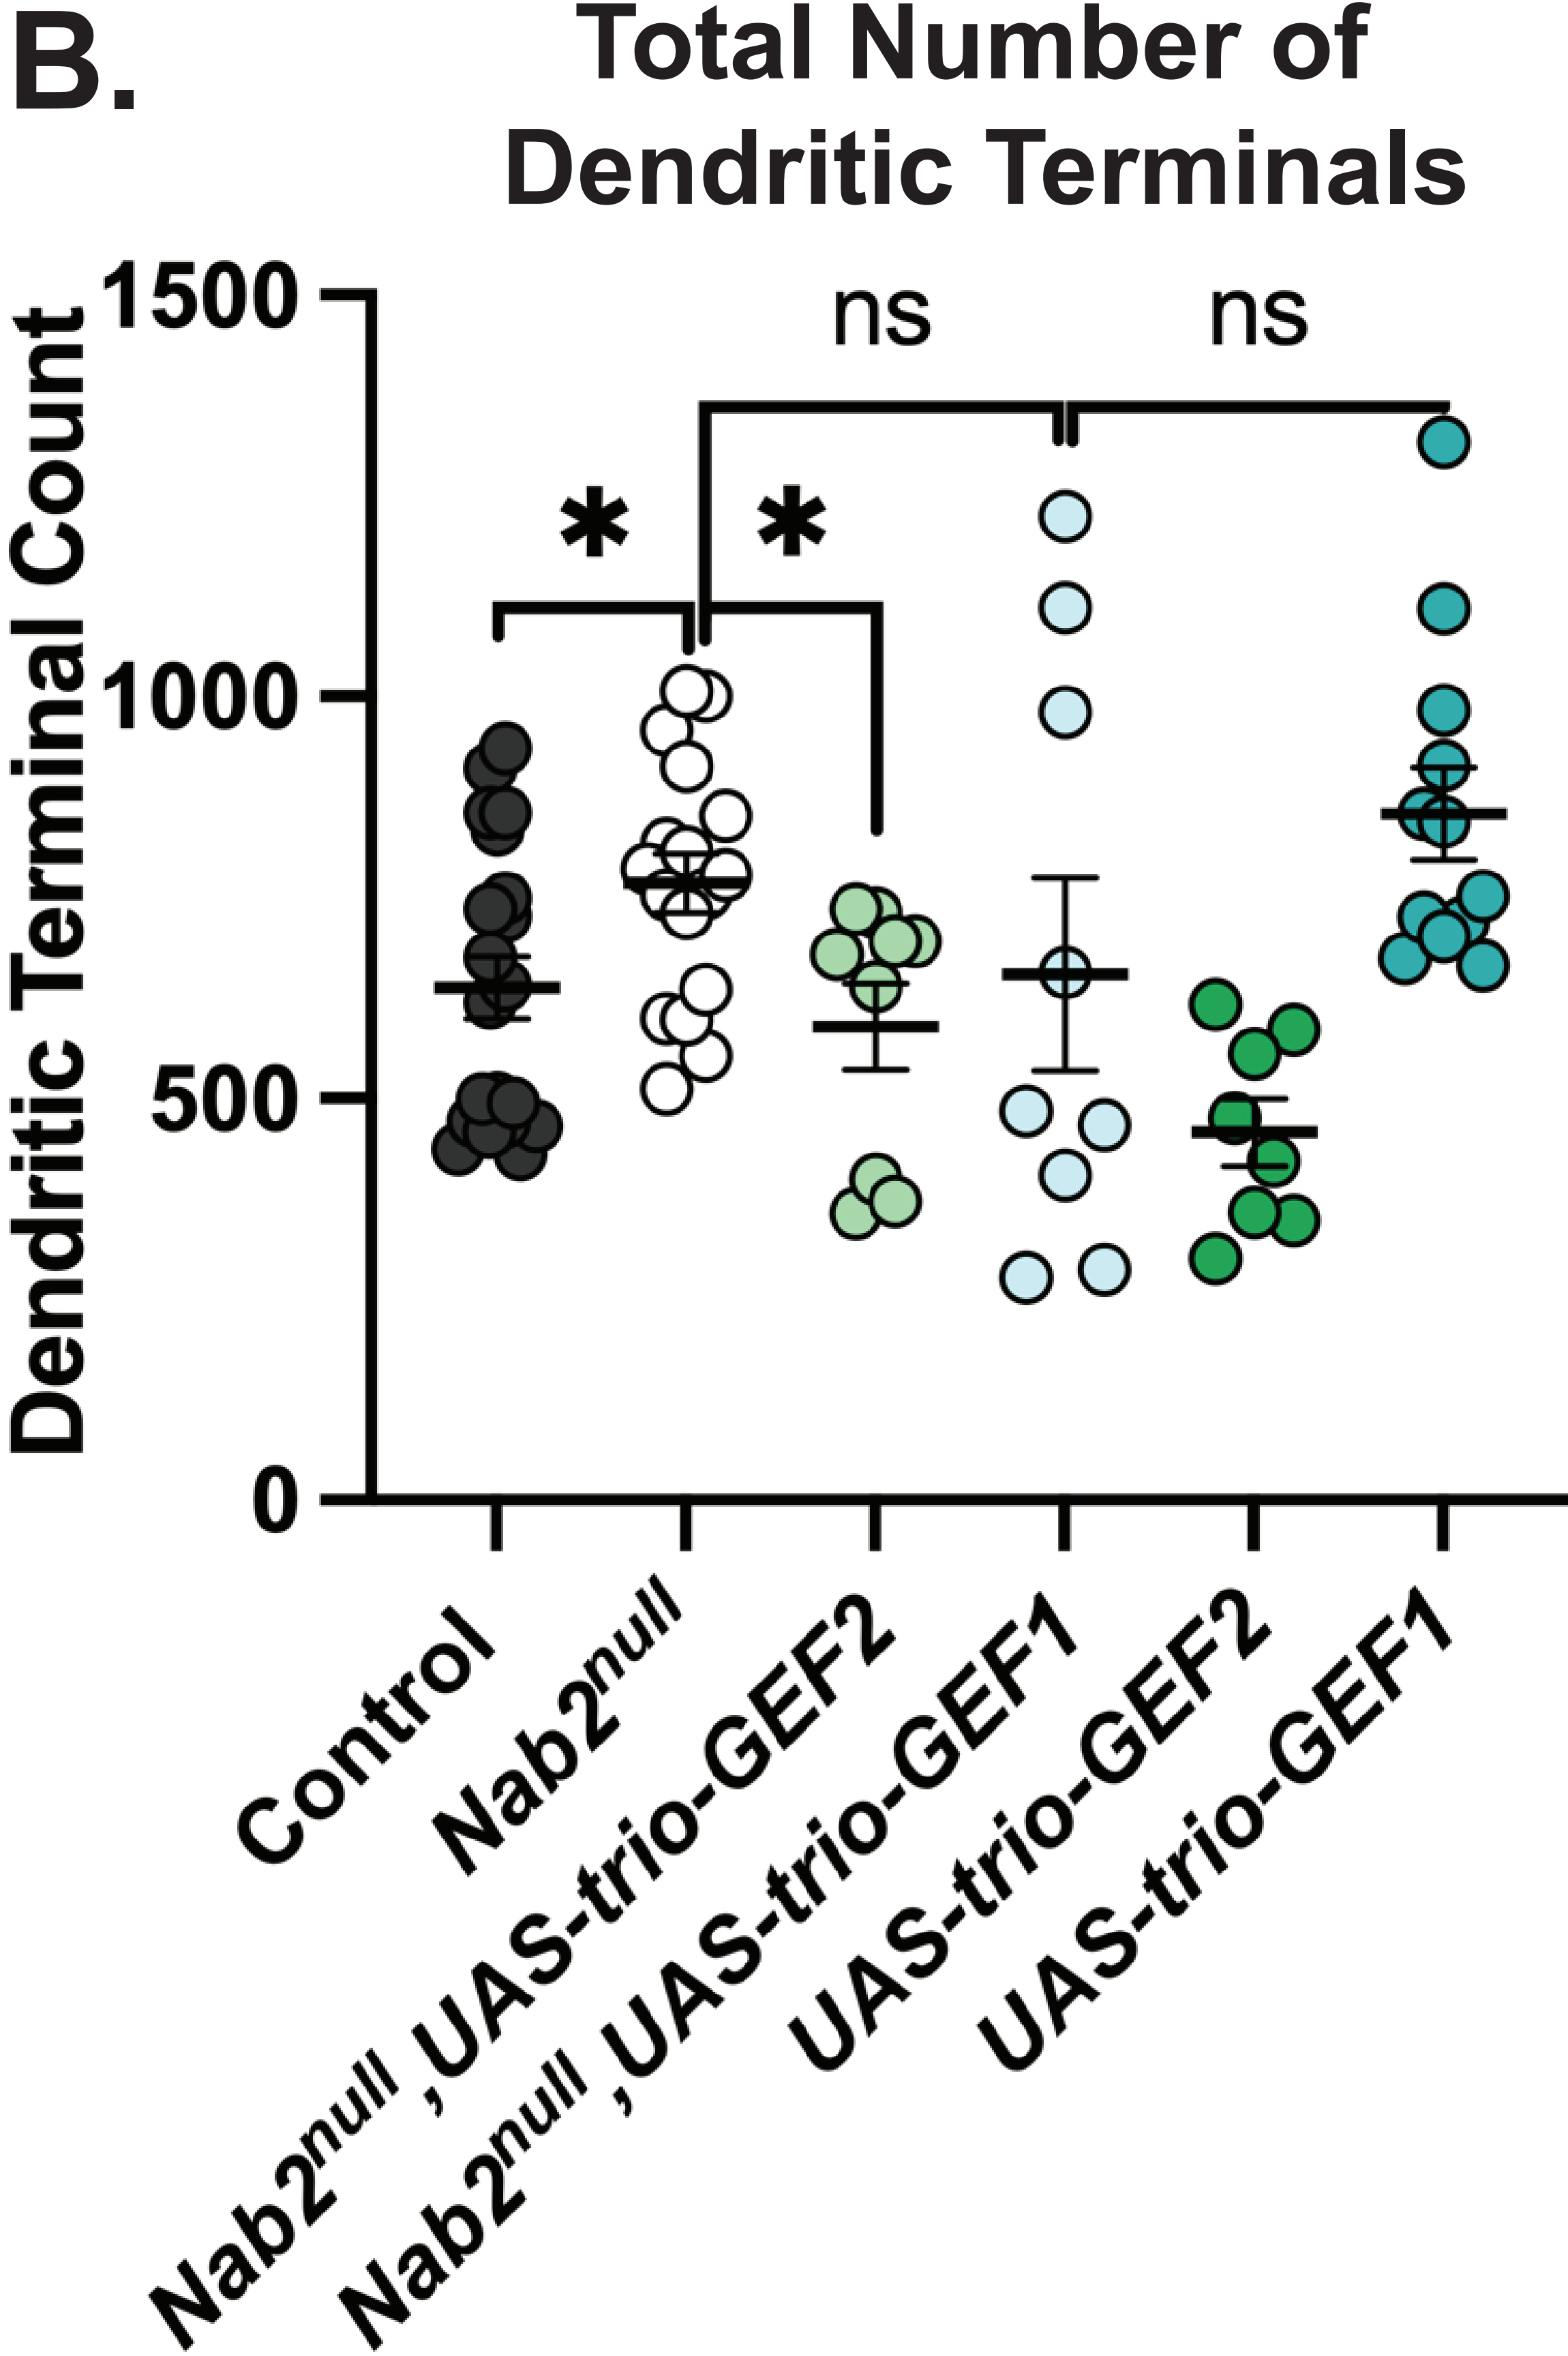 B.
Total Number of
Dendritic Terminals
Dendritic Terminal Count
1500
1000
500
0
ns
ns
*
*
Control
Nab2null
Nab2null,UAS-trio-GEF2
Nab2null,UAS-trio-GEF1
UAS-trio-GEF2
UAS-trio-GEF1